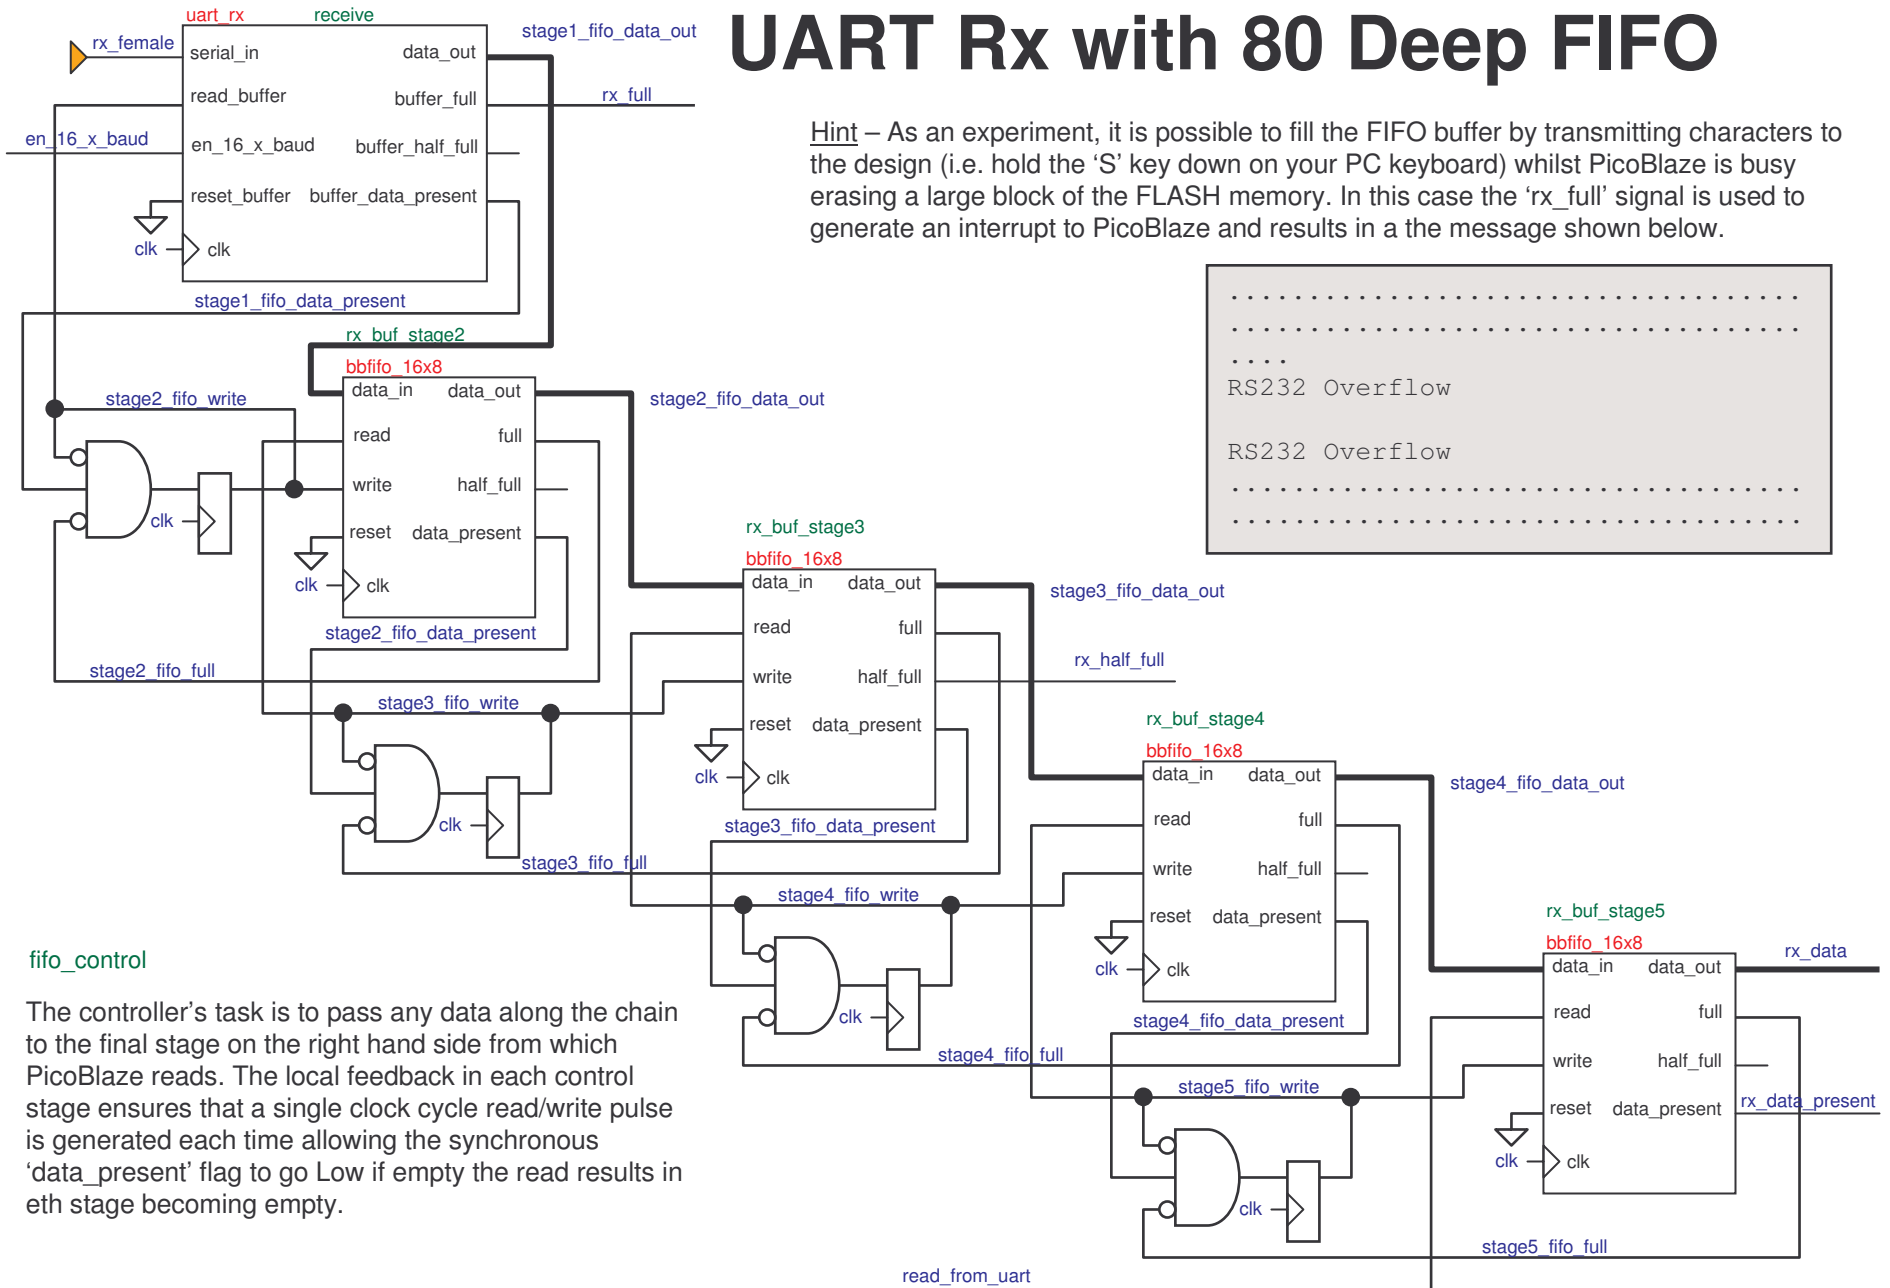 UART Rx with 80 Deep FIFO
Hint – As an experiment, it is possible to fill the FIFO buffer by transmitting characters to
the design (i.e. hold the ‘S’ key down on your PC keyboard) whilst PicoBlaze is busy
erasing a large block of the FLASH memory. In this case the ‘rx_full’ signal is used to
generate an interrupt to PicoBlaze and results in a the message shown below.
....................................
....................................
....
RS232 Overflow
RS232 Overflow
....................................
....................................
uart_rx
receive
rx_female
serial_in
data_out
stage1_fifo_data_out
read_buffer
buffer_full
rx_full
en_16_x_baud
en_16_x_baud
buffer_half_full
reset_buffer
buffer_data_present
clk
clk
stage1_fifo_data_present
rx_buf_stage2
bbfifo_16x8
data_in
data_out
stage2_fifo_data_out
stage2_fifo_write
read
full
write
half_full
clk
reset
data_present
clk
clk
stage2_fifo_data_present
stage2_fifo_full
rx_buf_stage3
bbfifo_16x8
data_in
data_out
stage3_fifo_data_out
read
full
rx_half_full
write
half_full
stage3_fifo_write
reset
data_present
clk
clk
clk
stage3_fifo_data_present
stage3_fifo_full
rx_buf_stage4
bbfifo_16x8
data_in
data_out
stage4_fifo_data_out
read
full
write
half_full
stage4_fifo_write
reset
data_present
clk
clk
clk
stage4_fifo_data_present
stage4_fifo_full
rx_buf_stage5
bbfifo_16x8
data_in
data_out
rx_data
read
full
write
half_full
stage5_fifo_write
reset
data_present
rx_data_present
clk
clk
clk
stage5_fifo_full
read_from_uart
fifo_control
The controller’s task is to pass any data along the chain
to the final stage on the right hand side from which
PicoBlaze reads. The local feedback in each control
stage ensures that a single clock cycle read/write pulse
is generated each time allowing the synchronous
‘data_present’ flag to go Low if empty the read results in
eth stage becoming empty.